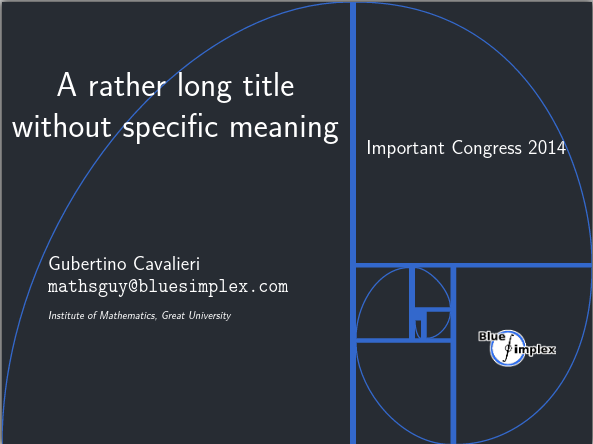 A rather long title
without specific meaning
Important Congress 2014
Gubertino Cavalieri
mathsguy@bluesimplex.com
Institute of Mathematics, Great University
Blue
implex